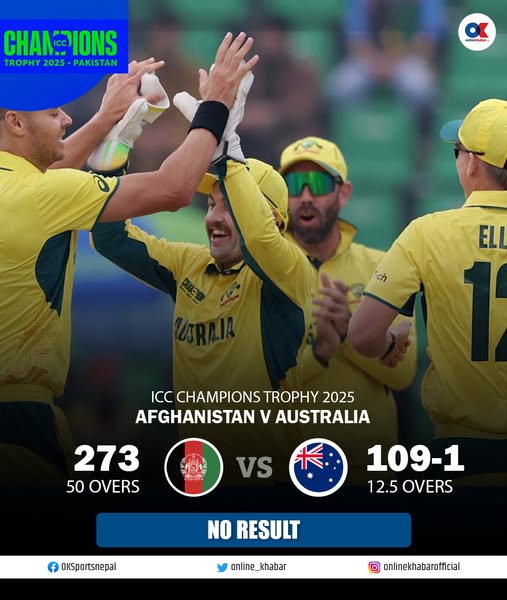 ICC
CHAMPIONS
TROPHY 2025 • PAKISTAN
OK
AUSTRALIA
ELL
12
ICC CHAMPIONS TROPHY 2025
AFGHANISTAN V AUSTRALIA
273
50 OVERS
VS
109-1
12.5 OVERS
NO RESULT
OKSportsnepal
online_khabar
onlinekhabarofficial